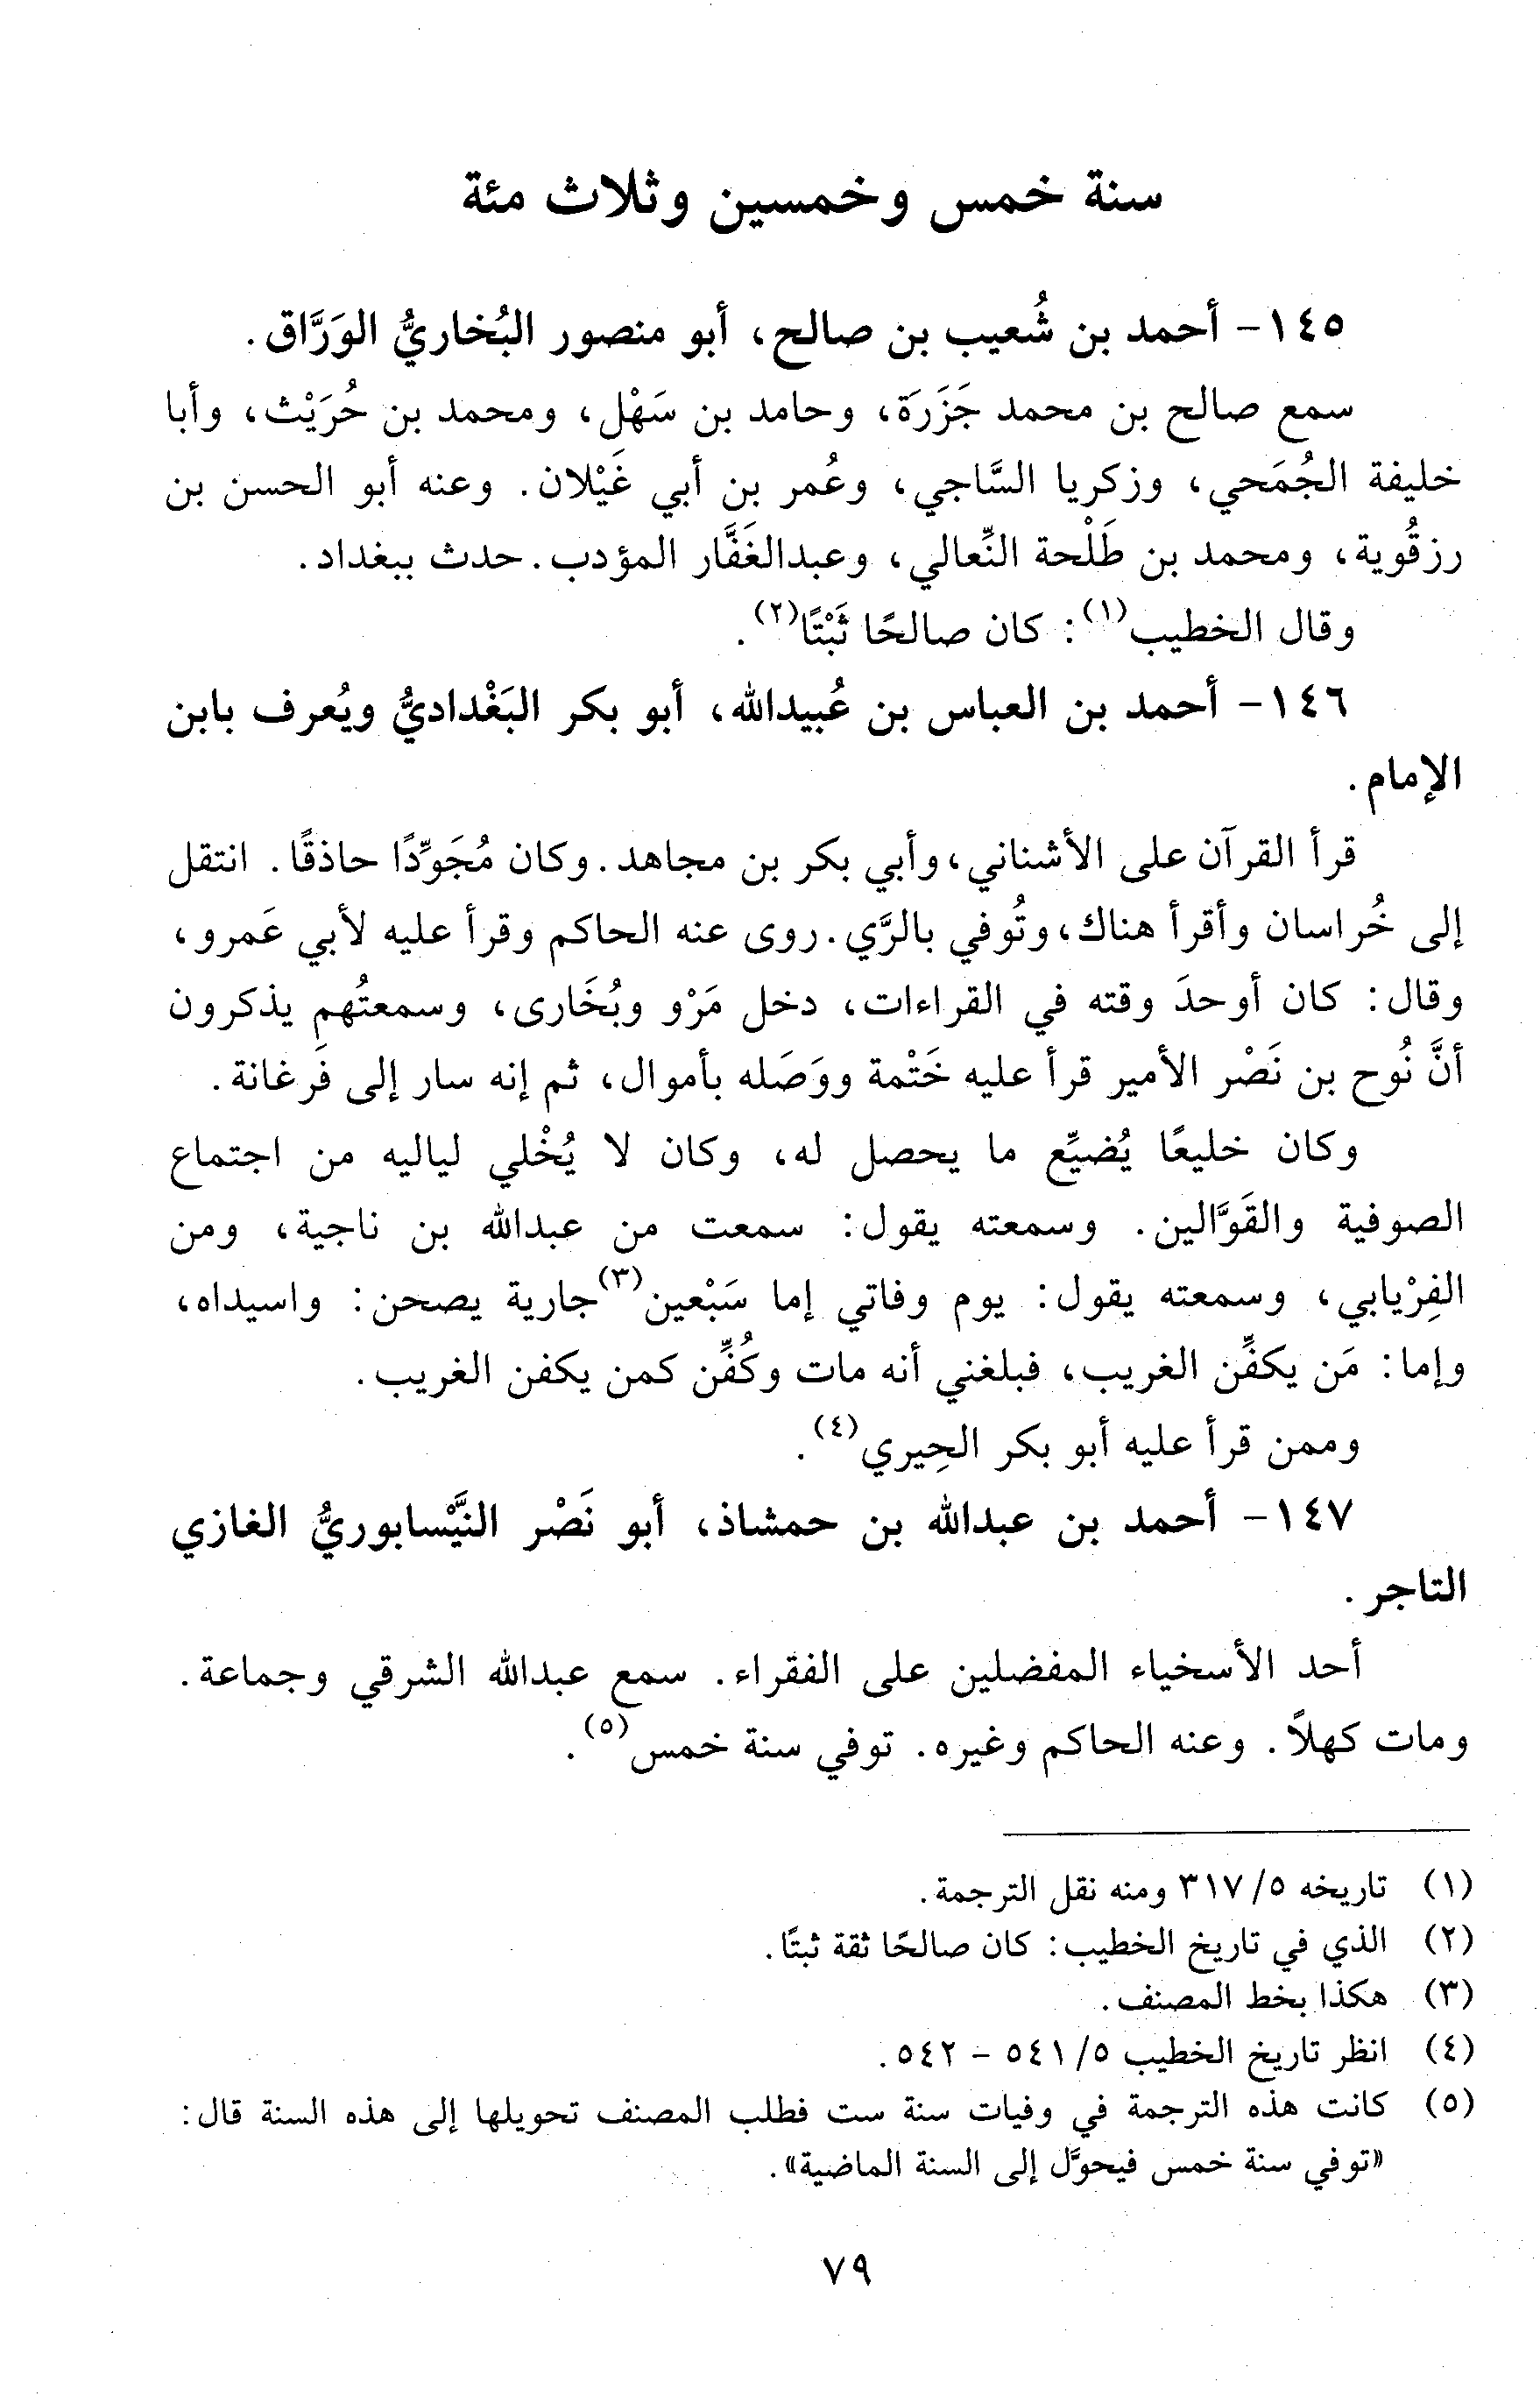 سنة خمس وخمسين وثلاث مئة
١٤٥- أحمد بن شُعيب بن صالح، أبو منصور البُخاريُّ الوَرَّاق.
سمع صالح بن محمد جَزَرَة، وحامد بن سَهْل، ومحمد بن حُرَيْث، وأبا
خليفة الجُمَحي، وزكريا السَّاجي، وعُمر بن أبي غَيْلان. وعنه أبو الحسن بن
رزقُوية، ومحمد بن طَلْحة النِّعالي، وعبدالغَفَّار المؤدب. حدث ببغداد.
وقال الخطيب(١): كان صالحًا ثَبْتًا(٢).
١٤٦- أحمد بن العباس بن عُبيدالله، أبو بكر البَغْداديُّ ويُعرف بابن
الإمام.
قرأ القرآن على الأشناني، وأبي بكر بن مجاهد. وكان مُجَوِّدًا حاذقًا. انتقل
إلى خُراسان وأقرأ هناك، وتُوفي بالرَّي. روى عنه الحاكم وقرأ عليه لأبي عَمرو،
وقال: كان أوحدَ وقته في القراءات، دخل مَرْو وبُخَارى، وسمعتُهم يذكرون
أنَّ نُوح بن نَصْر الأمير قرأ عليه خَتْمة ووَصَله بأموال، ثم إنه سار إلى فَرغانة.
وكان خليعًا يُضيِّع ما يحصل له، وكان لا يُخْلي لياليه من اجتماع
الصوفية والقَوَّالين. وسمعته يقول: سمعت من عبدالله بن ناجية، ومن
الفِرْيابي، وسمعته يقول: يوم وفاتي إما سَبْعين(٣) جارية يصحن: واسيداه،
وإما: مَن يكفِّن الغريب، فبلغني أنه مات وكُفِّن كمن يكفن الغريب.
وممن قرأ عليه أبو بكر الحِيري(٤).
١٤٧- أحمد بن عبدالله بن حمشاذ، أبو نَصْر النَّيْسابوريُّ الغازي
التاجر.
أحد الأسخياء المفضلين على الفقراء. سمع عبدالله الشرقي وجماعة.
ومات كهلاً. وعنه الحاكم وغيره. توفي سنة خمس(٥).
(١) تاريخه ٥/ ٣١٧ ومنه نقل الترجمة.
(٢) الذي في تاريخ الخطيب: كان صالحًا ثقة ثبتًا.
(٣) هكذا بخط المصنف.
(٤) انظر تاريخ الخطيب ٥/ ٥٤١ - ٥٤٢.
(٥) كانت هذه الترجمة في وفيات سنة ست فطلب المصنف تحويلها إلى هذه السنة قال:
«توفي سنة خمس فيحوَّل إلى السنة الماضية».
٧٩